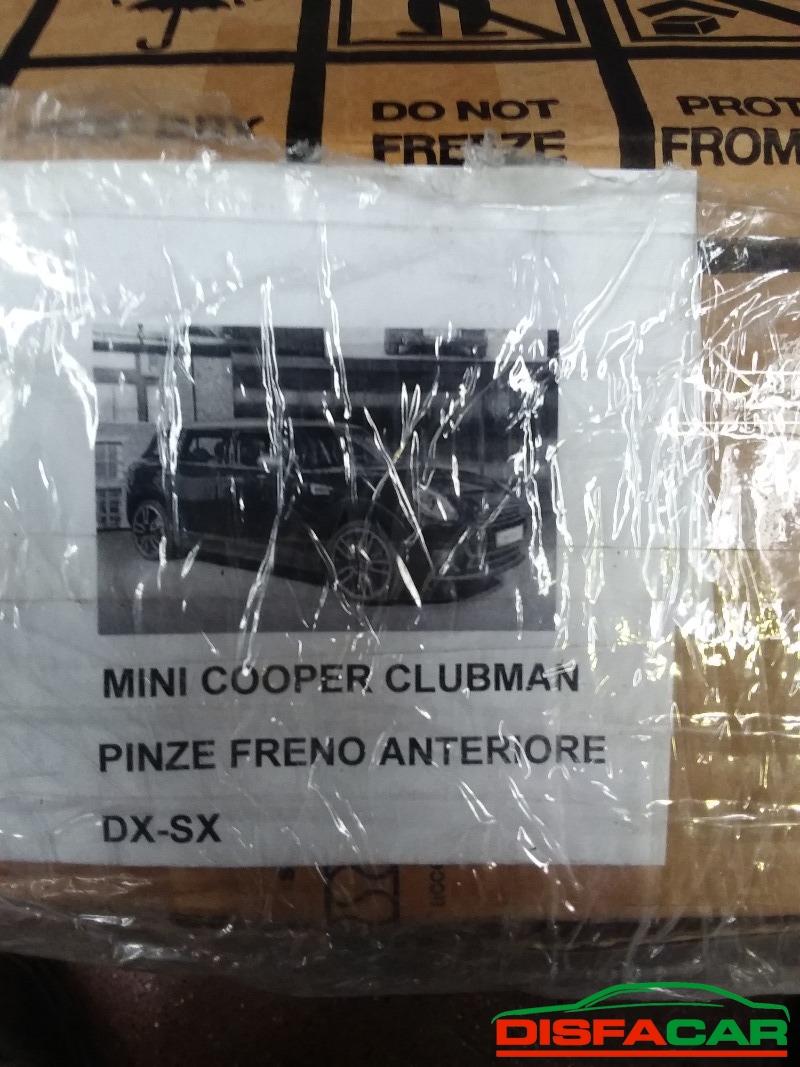 DO NOT
FREEZE
PROT
FROM
MINI COOPER CLUBMAN
PINZE FRENO ANTERIORE
DX-SX
DISFACAR